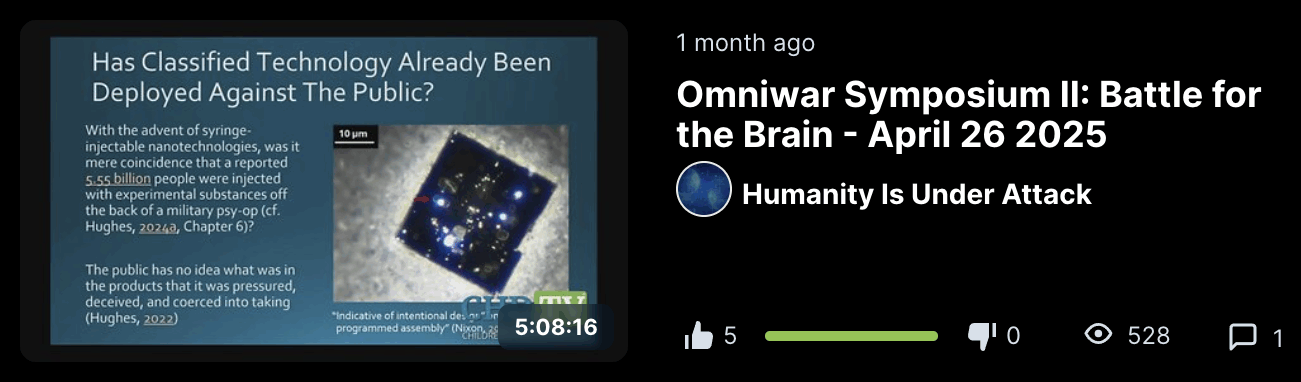 Has Classified Technology Already Been
Deployed Against The Public?
With the advent of syringe-
injectable nanotechnologies, was it
mere coincidence that a reported
5.55 billion people were injected
with experimental substances off
the back of a military psy-op (cf.
Hughes, 2024a, Chapter 6)?
The public has no idea what was in
the products that it was pressured,
deceived, and coerced into taking
(Hughes, 2022)
10 µm
CHD TV
"Indicative of intentional
programmed assembly" (Nixon,
5:08:16
1 month ago
Omniwar Symposium II: Battle for
the Brain - April 26 2025
Humanity Is Under Attack
5
0
528
1